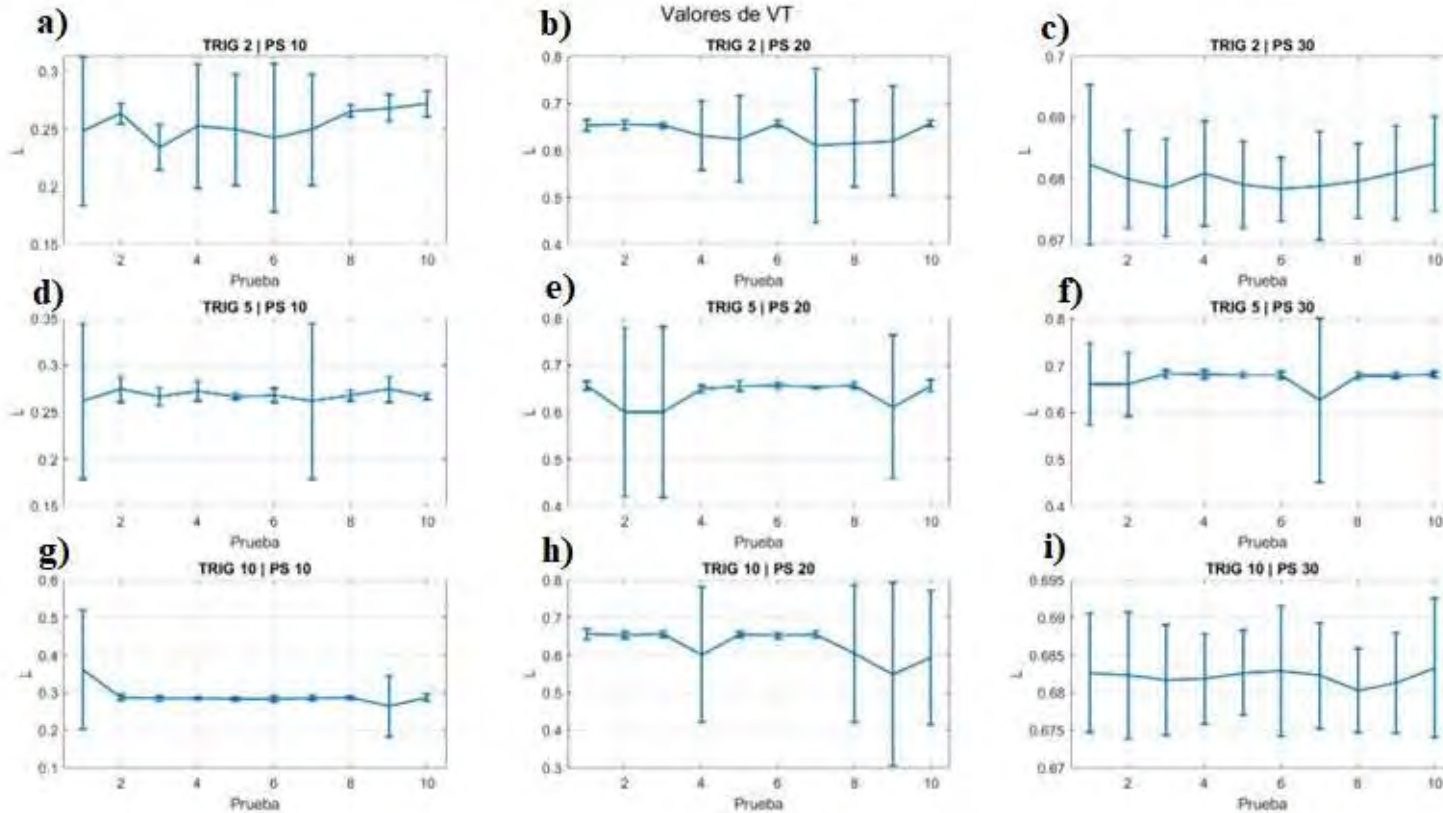 Valores de VT
a)
TRIG 2 | PS 10
0.3
0.25
0.2
0.15
L
2 4 6 8 10
Prueba
b)
TRIG 2 | PS 20
0.8
0.7
0.6
0.5
0.4
L
2 4 6 8 10
Prueba
c)
TRIG 2 | PS 30
0.7
0.69
0.68
0.67
L
2 4 6 8 10
Prueba
d)
TRIG 5 | PS 10
0.35
0.3
0.25
0.2
0.15
L
2 4 6 8 10
Prueba
e)
TRIG 5 | PS 20
0.8
0.7
0.6
0.5
0.4
L
2 4 6 8 10
Prueba
f)
TRIG 5 | PS 30
0.8
0.7
0.6
0.5
0.4
L
2 4 6 8 10
Prueba
g)
TRIG 10 | PS 10
0.6
0.5
0.4
0.3
0.2
0.1
L
2 4 6 8 10
Prueba
h)
TRIG 10 | PS 20
0.8
0.7
0.6
0.5
0.4
0.3
L
2 4 6 8 10
Prueba
i)
TRIG 10 | PS 30
0.695
0.69
0.685
0.68
0.675
0.67
L
2 4 6 8 10
Prueba